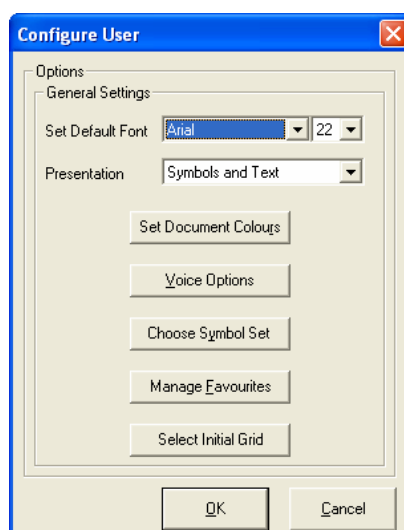 Configure User
Options
General Settings
Set Default Font Arial 22
Presentation Symbols and Text
Set Document Colours
Voice Options
Choose Symbol Set
Manage Favourites
Select Initial Grid
OK Cancel